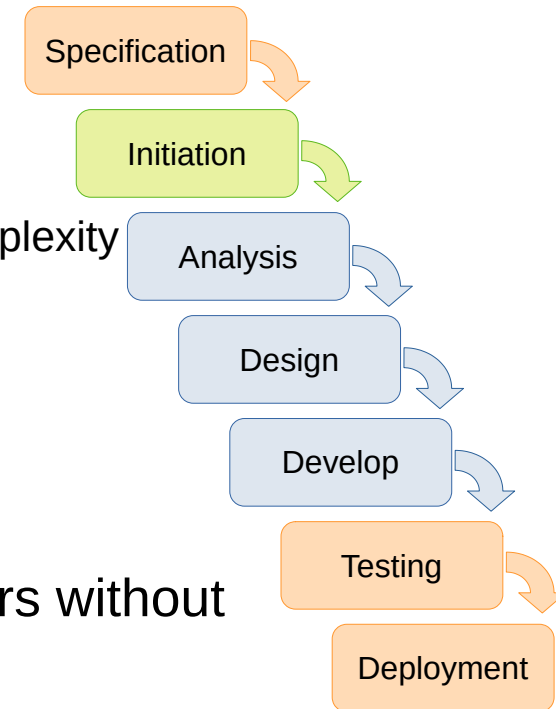 Specification
Initiation
plexity
Analysis
Design
Develop
Testing
rs without
Deployment